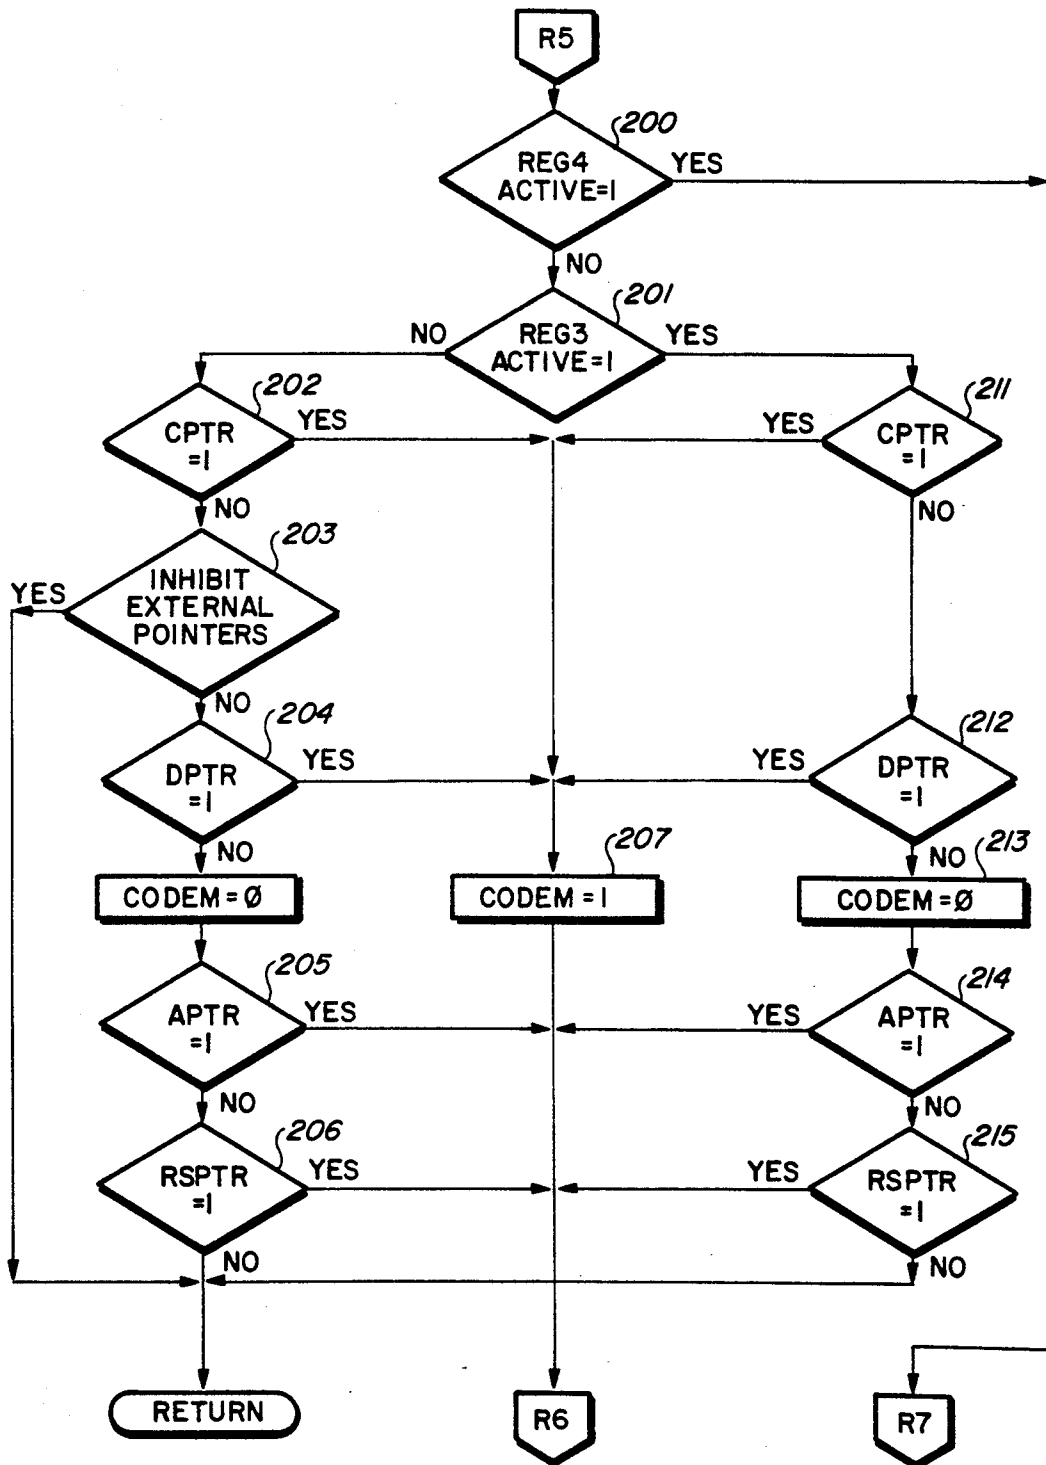 R5
200
REG4
ACTIVE=1
YES
NO
201
NO
REG3
ACTIVE=1
YES
202
CPTR
=1
YES
211
YES
CPTR
=1
NO
NO
203
YES
INHIBIT
EXTERNAL
POINTERS
NO
204
DPTR
=1
YES
212
YES
DPTR
=1
NO
207
NO
213
CODEM=Ø
CODEM=1
CODEM=Ø
205
APTR
=1
YES
214
YES
APTR
=1
NO
NO
206
RSPTR
=1
YES
215
YES
RSPTR
=1
NO
NO
RETURN
R6
R7